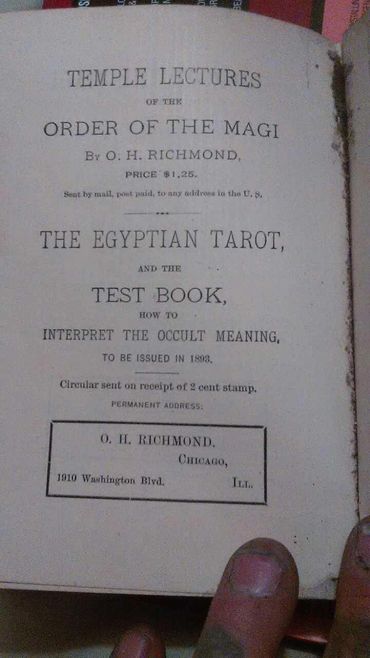 TEMPLE LECTURES
OF THE
ORDER OF THE MAGI
BY O. H. RICHMOND,
PRICE $1.25.
Sent by mail, post paid, to any address in the U. S.
THE EGYPTIAN TAROT,
AND THE
TEST BOOK,
HOW TO
INTERPRET THE OCCULT MEANING,
TO BE ISSUED IN 1893.
Circular sent on receipt of 2 cent stamp.
PERMANENT ADDRESS:
O. H. RICHMOND,
CHICAGO,
1910 Washington Blvd. ILL.